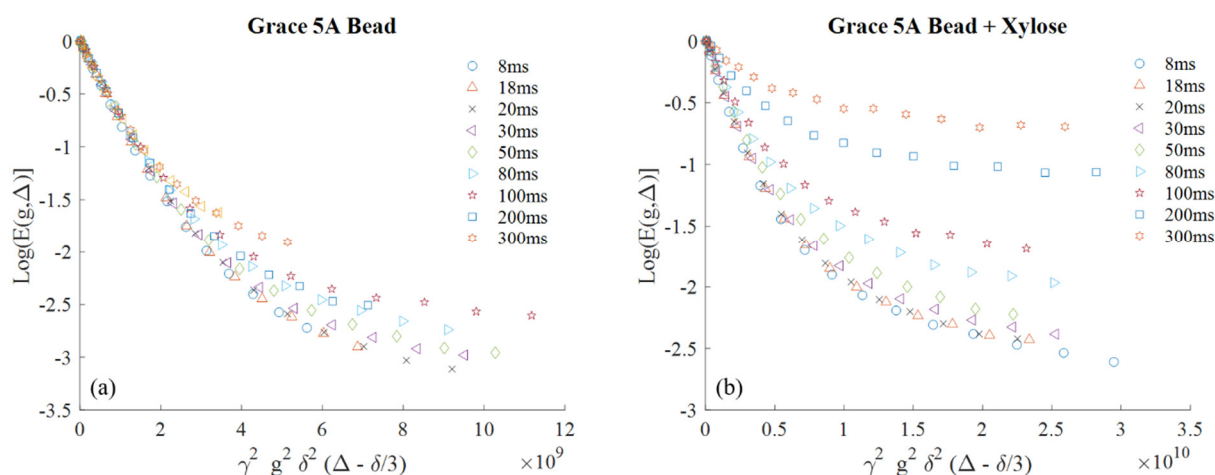 Grace 5A Bead
0
-0.5
-1
-1.5
-2
-2.5
-3
-3.5
Log(E(g,Δ)]
8ms
18ms
20ms
30ms
50ms
80ms
100ms
200ms
300ms
(a)
0 2 4 6 8 10 12
×10⁹
γ² g² δ² (Δ - δ/3)
Grace 5A Bead + Xylose
0
-0.5
-1
-1.5
-2
-2.5
-3
Log(E(g,Δ)]
8ms
18ms
20ms
30ms
50ms
80ms
100ms
200ms
300ms
(b)
0 0.5 1 1.5 2 2.5 3 3.5
×10¹⁰
γ² g² δ² (Δ - δ/3)